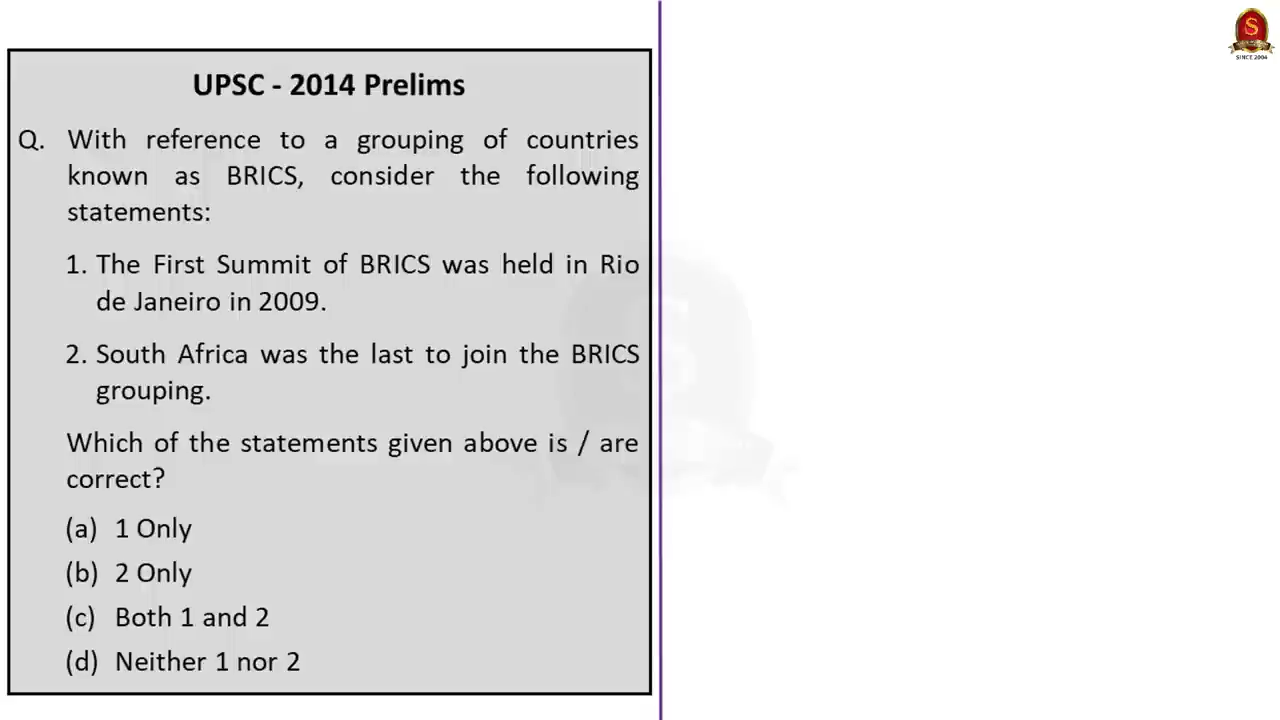 S
SINCE 2004
UPSC - 2014 Prelims
Q. With reference to a grouping of countries
known as BRICS, consider the following
statements:
1. The First Summit of BRICS was held in Rio
de Janeiro in 2009.
2. South Africa was the last to join the BRICS
grouping.
Which of the statements given above is / are
correct?
(a) 1 Only
(b) 2 Only
(c) Both 1 and 2
(d) Neither 1 nor 2